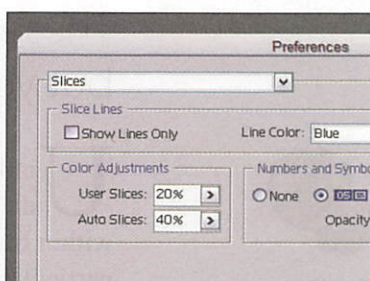 Preferences
Slices
Slice Lines
Show Lines Only
Line Color: Blue
Color Adjustments
Numbers and Symbo
User Slices: 20%
None
Auto Slices: 40%
Opacity